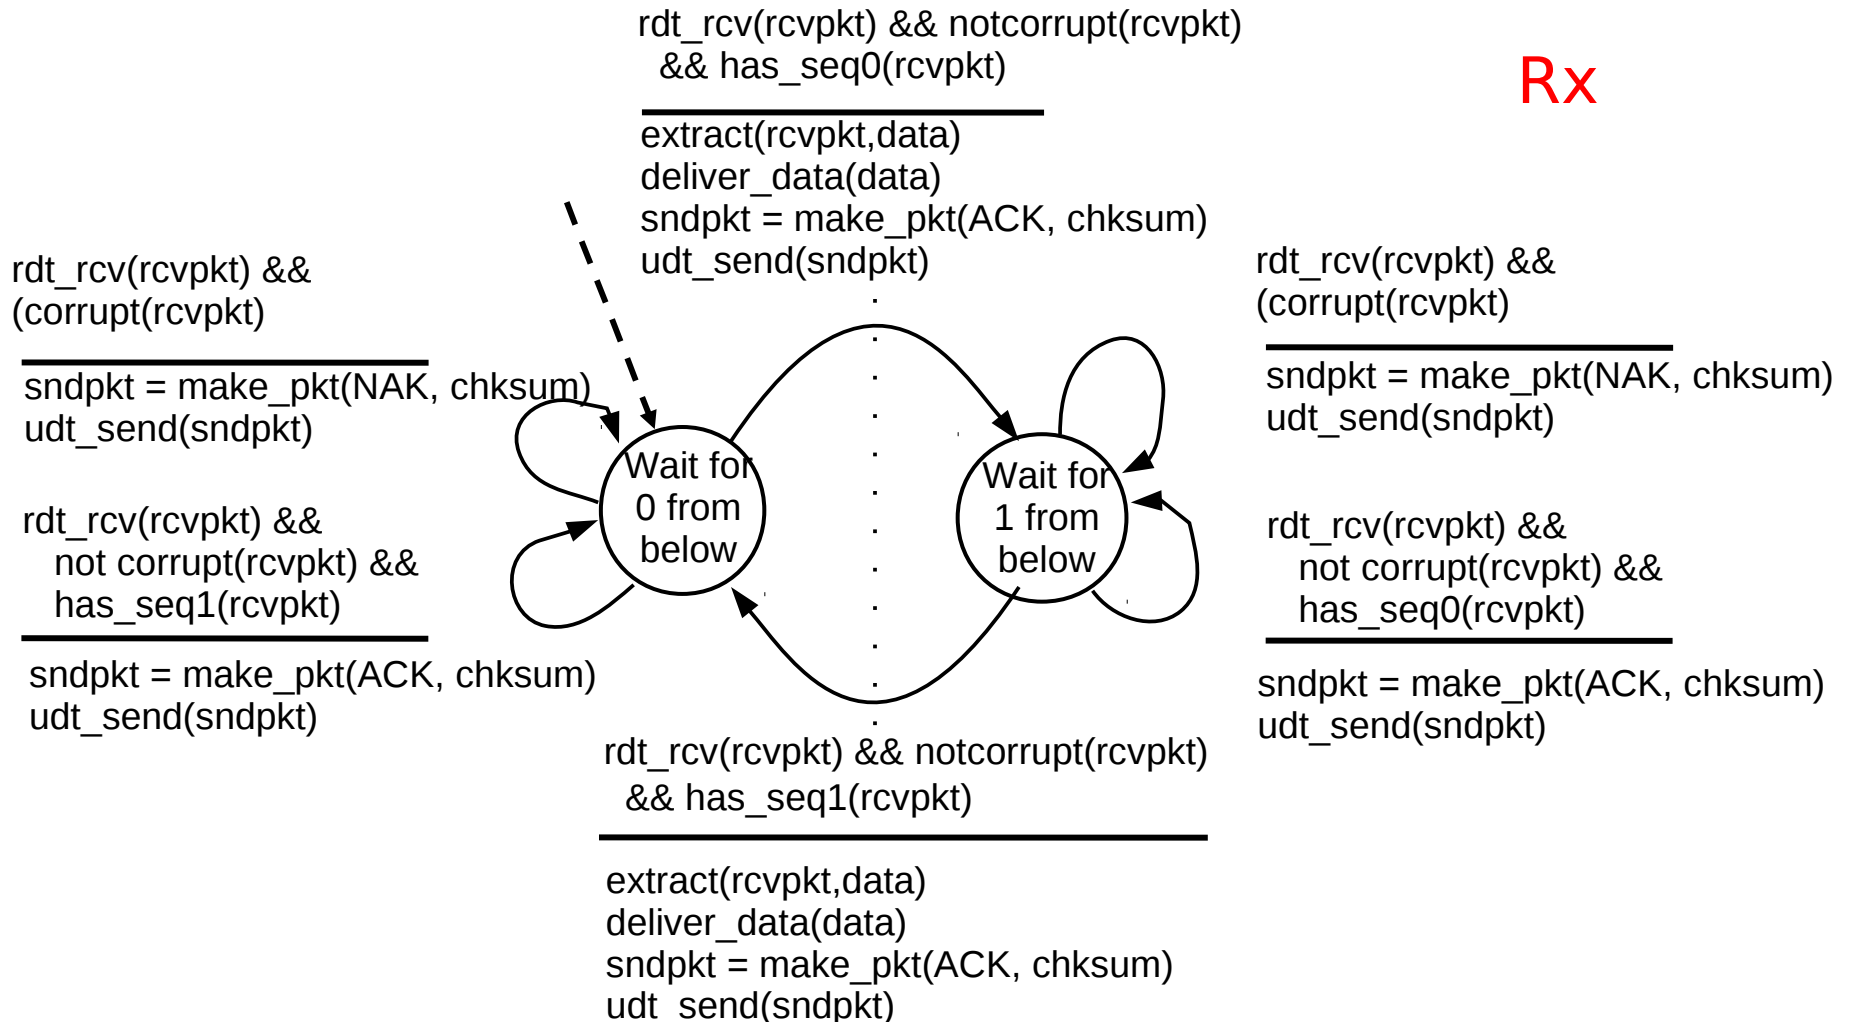 rdt_rcv(rcvpkt) && notcorrupt(rcvpkt)
&& has_seq0(rcvpkt)
Rx
extract(rcvpkt,data)
deliver_data(data)
sndpkt = make_pkt(ACK, chksum)
udt_send(sndpkt)
rdt_rcv(rcvpkt) &&
(corrupt(rcvpkt)
sndpkt = make_pkt(NAK, chksum)
udt_send(sndpkt)
rdt_rcv(rcvpkt) &&
not corrupt(rcvpkt) &&
has_seq1(rcvpkt)
sndpkt = make_pkt(ACK, chksum)
udt_send(sndpkt)
Wait for
0 from
below
Wait for
1 from
below
rdt_rcv(rcvpkt) &&
(corrupt(rcvpkt)
sndpkt = make_pkt(NAK, chksum)
udt_send(sndpkt)
rdt_rcv(rcvpkt) &&
not corrupt(rcvpkt) &&
has_seq0(rcvpkt)
sndpkt = make_pkt(ACK, chksum)
udt_send(sndpkt)
rdt_rcv(rcvpkt) && notcorrupt(rcvpkt)
&& has_seq1(rcvpkt)
extract(rcvpkt,data)
deliver_data(data)
sndpkt = make_pkt(ACK, chksum)
udt_send(sndpkt)